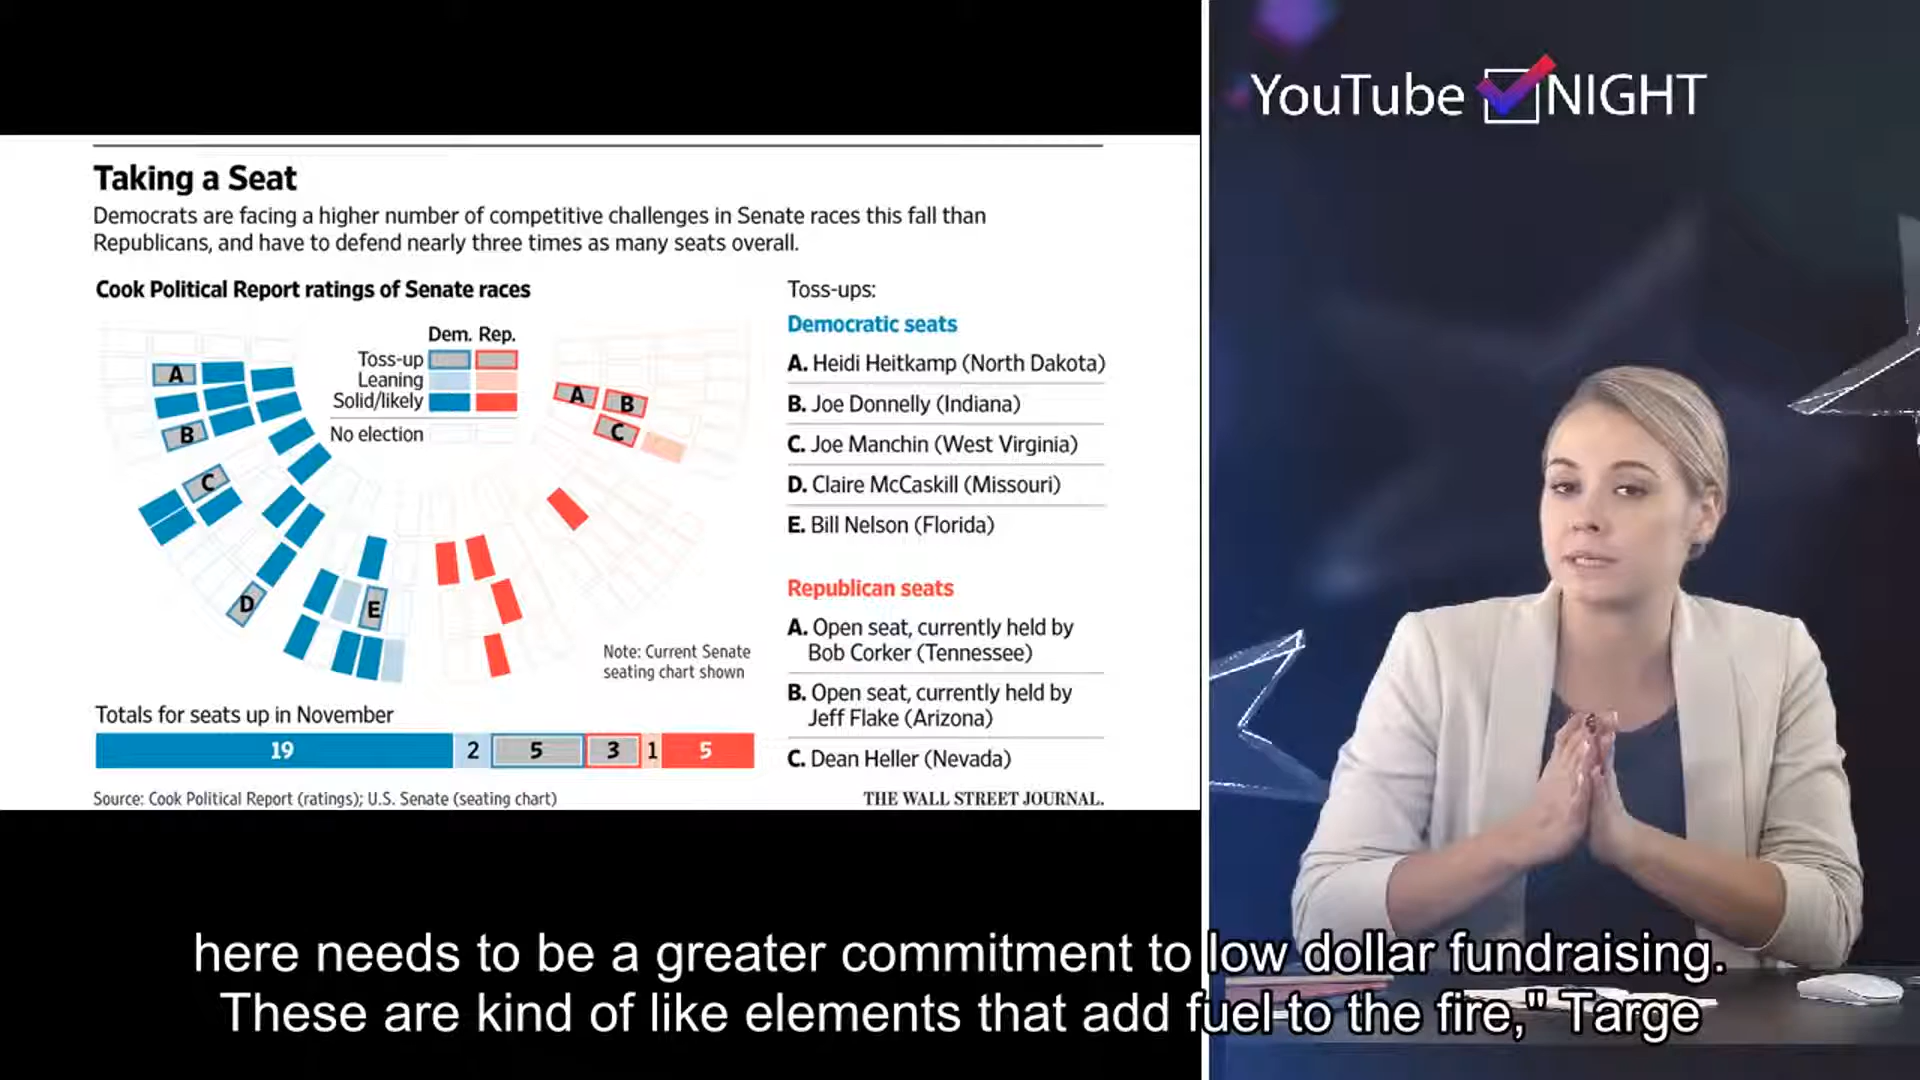 YouTube NIGHT
Taking a Seat
Democrats are facing a higher number of competitive challenges in Senate races this fall than
Republicans, and have to defend nearly three times as many seats overall.
Cook Political Report ratings of Senate races
Dem. Rep.
Toss-up
Leaning
Solid/likely
No election
A
B
C
D
E
A
B
C
Note: Current Senate
seating chart shown
Totals for seats up in November
19 2 5 3 1 5
Source: Cook Political Report (ratings); U.S. Senate (seating chart)
Toss-ups:
Democratic seats
A. Heidi Heitkamp (North Dakota)
B. Joe Donnelly (Indiana)
C. Joe Manchin (West Virginia)
D. Claire McCaskill (Missouri)
E. Bill Nelson (Florida)
Republican seats
A. Open seat, currently held by
Bob Corker (Tennessee)
B. Open seat, currently held by
Jeff Flake (Arizona)
C. Dean Heller (Nevada)
THE WALL STREET JOURNAL.
here needs to be a greater commitment to low dollar fundraising.
These are kind of like elements that add fuel to the fire," Targe